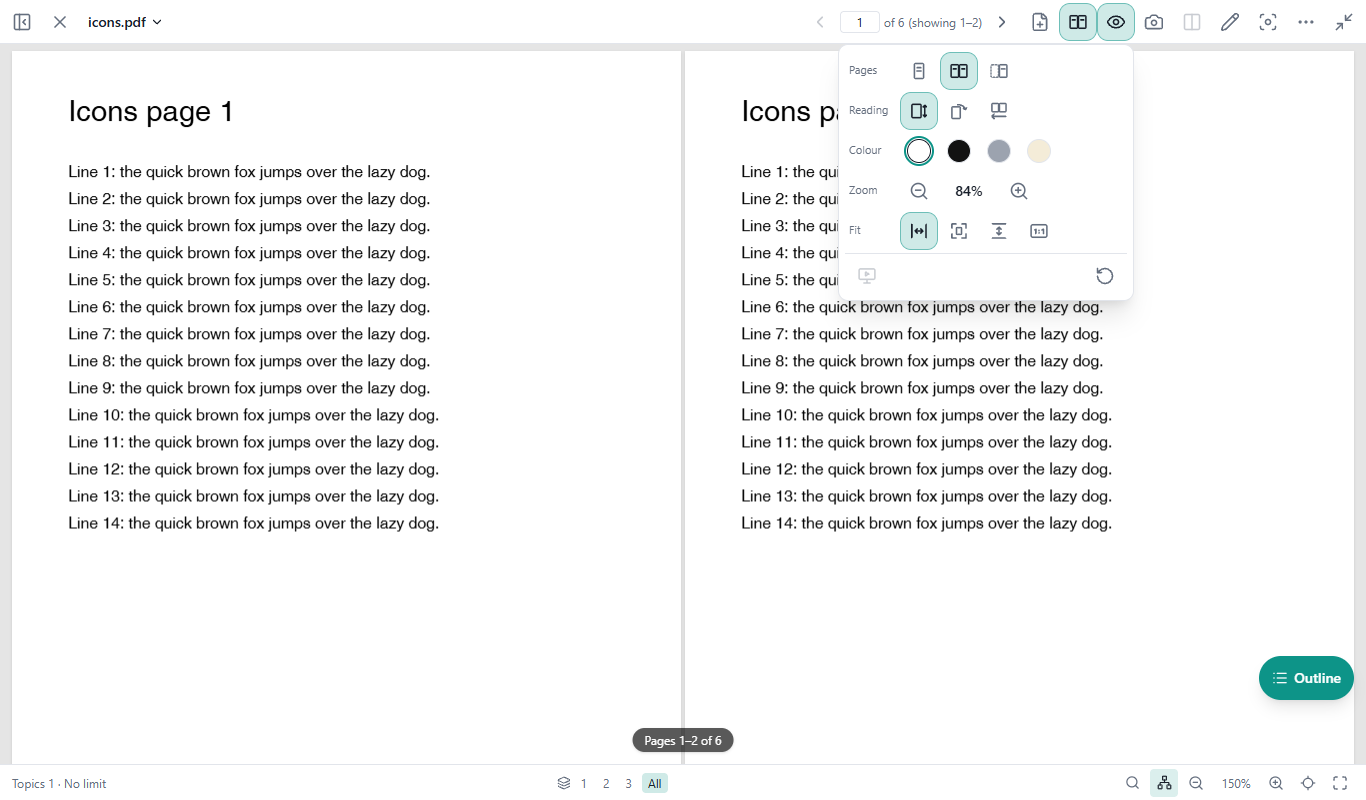 icons.pdf
1 of 6 (showing 1–2)
Pages
Reading
Colour
Zoom 84%
Fit 1:1
Icons page 1
Line 1: the quick brown fox jumps over the lazy dog.
Line 2: the quick brown fox jumps over the lazy dog.
Line 3: the quick brown fox jumps over the lazy dog.
Line 4: the quick brown fox jumps over the lazy dog.
Line 5: the quick brown fox jumps over the lazy dog.
Line 6: the quick brown fox jumps over the lazy dog.
Line 7: the quick brown fox jumps over the lazy dog.
Line 8: the quick brown fox jumps over the lazy dog.
Line 9: the quick brown fox jumps over the lazy dog.
Line 10: the quick brown fox jumps over the lazy dog.
Line 11: the quick brown fox jumps over the lazy dog.
Line 12: the quick brown fox jumps over the lazy dog.
Line 13: the quick brown fox jumps over the lazy dog.
Line 14: the quick brown fox jumps over the lazy dog.
Icons
Line 1: the
Line 2: the
Line 3: the
Line 4: the
Line 5: the
Line 6: the quick brown fox jumps over the lazy dog.
Line 7: the quick brown fox jumps over the lazy dog.
Line 8: the quick brown fox jumps over the lazy dog.
Line 9: the quick brown fox jumps over the lazy dog.
Line 10: the quick brown fox jumps over the lazy dog.
Line 11: the quick brown fox jumps over the lazy dog.
Line 12: the quick brown fox jumps over the lazy dog.
Line 13: the quick brown fox jumps over the lazy dog.
Line 14: the quick brown fox jumps over the lazy dog.
Outline
Pages 1–2 of 6
Topics 1 · No limit
1 2 3 All
150%